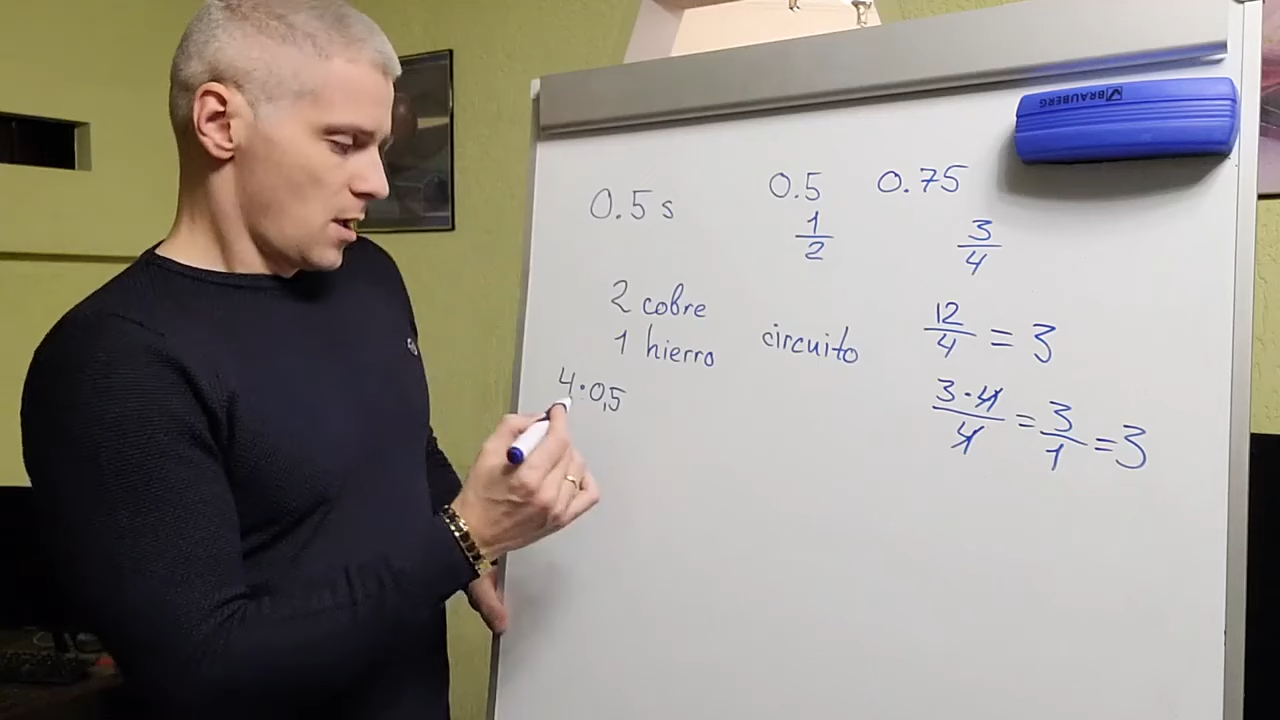 BRAUBERG
0.5 s
0.5
1/2
0.75
3/4
2 cobre
1 hierro
circuito
4·0,5
12/4 = 3
3·4/4 = 3/1 = 3